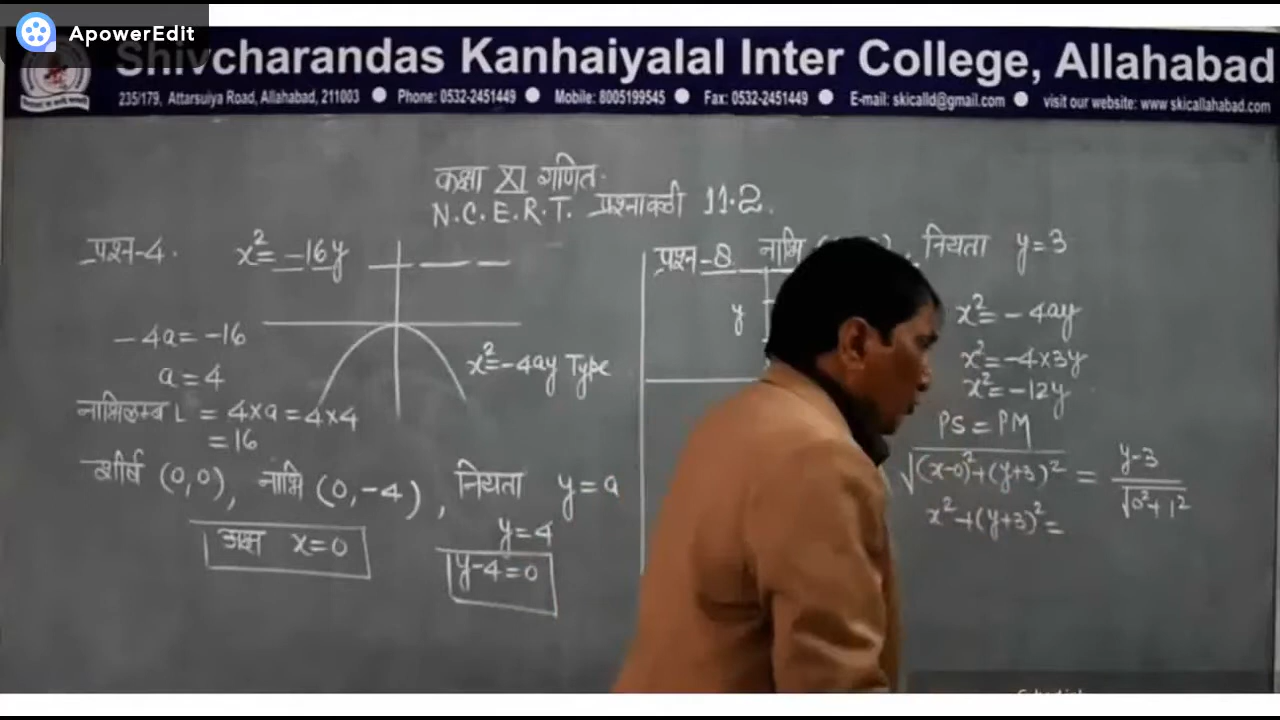 ApowerEdit
Shivcharandas Kanhaiyalal Inter College, Allahabad
235/179, Attarsuiya Road, Allahabad, 211003 ● Phone: 0532-2451449 ● Mobile: 8005199545 ● Fax: 0532-2451449 ● E-mail: skicalld@gmail.com ● visit our website: www.skicallahabad.com
कक्षा XI गणित.
N.C.E.R.T. प्रश्नावली 11.2.
प्रश्न-4. x²=-16y
-4a=-16
a=4
x²=-4ay Type
नाभिलम्ब L = 4×a=4×4
=16
शीर्ष (0,0), नाभि (0,-4), नियता y=a
y=4
अक्ष x=0
y-4=0
प्रश्न-8. नाभि , नियता y=3
y
x²=-4ay
x²=-4×3y
x²=-12y
PS=PM
√(x-0)²+(y+3)² = y-3/√0²+1²
x²+(y+3)²=